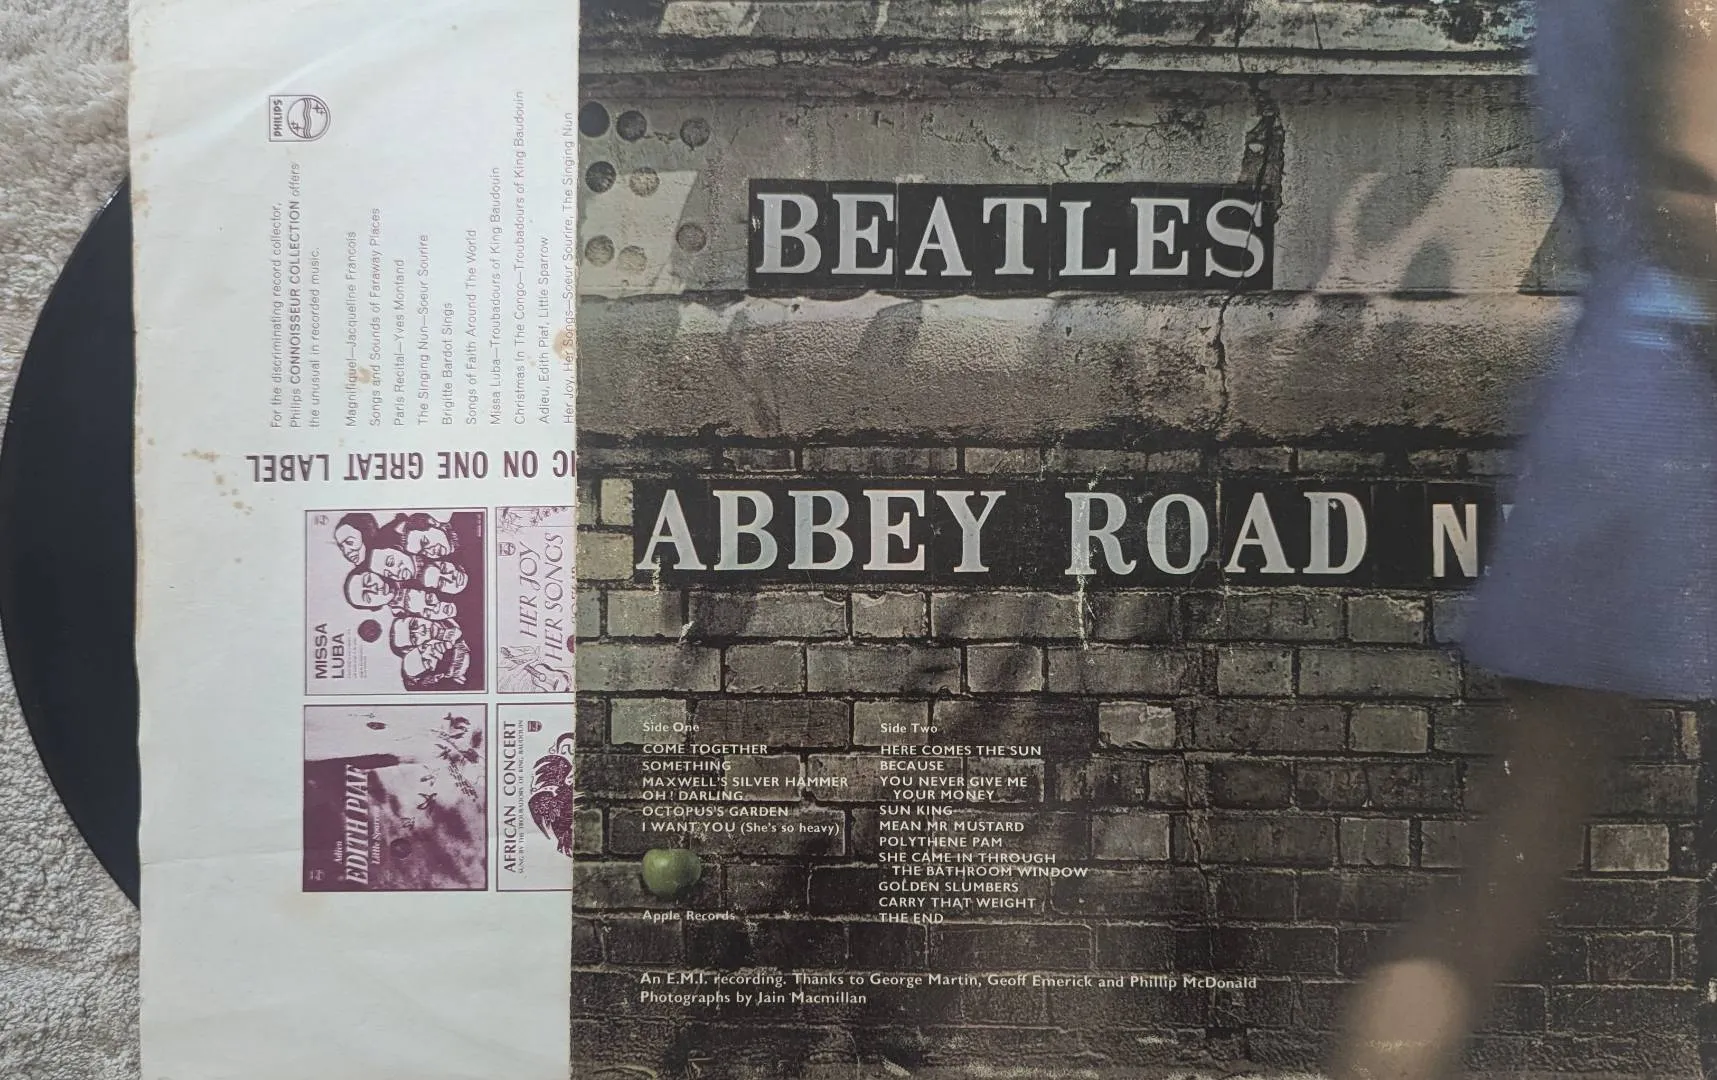 PHILIPS
For the discriminating record collector,
Philips CONNOISSEUR COLLECTION offers
the unusual in recorded music.
Magnifique!—Jacqueline Francois
Songs and Sounds of Faraway Places
Paris Recital—Yves Montand
The Singing Nun—Soeur Sourire
Brigitte Bardot Sings
Songs of Faith Around The World
Missa Luba—Troubadours of King Baudouin
Christmas In The Congo—Troubadours of King Baudouin
Adieu, Edith Piaf, Little Sparrow
Her Joy, Her Songs—Soeur Sourire, The Singing Nun
IC ON ONE GREAT LABEL
MISSA
LUBA
HER JOY
HER SONGS
Adieu
EDITH PIAF
Little Sparrow
AFRICAN CONCERT
SUNG BY THE TROUBADOURS OF KING BAUDOUIN
BEATLES
ABBEY ROAD N
Side One
COME TOGETHER
SOMETHING
MAXWELL'S SILVER HAMMER
OH! DARLING
OCTOPUS'S GARDEN
I WANT YOU (She's so heavy)
Apple Records
Side Two
HERE COMES THE SUN
BECAUSE
YOU NEVER GIVE ME
YOUR MONEY
SUN KING
MEAN MR MUSTARD
POLYTHENE PAM
SHE CAME IN THROUGH
THE BATHROOM WINDOW
GOLDEN SLUMBERS
CARRY THAT WEIGHT
THE END
An E.M.I. recording. Thanks to George Martin, Geoff Emerick and Phillip McDonald
Photographs by Iain Macmillan